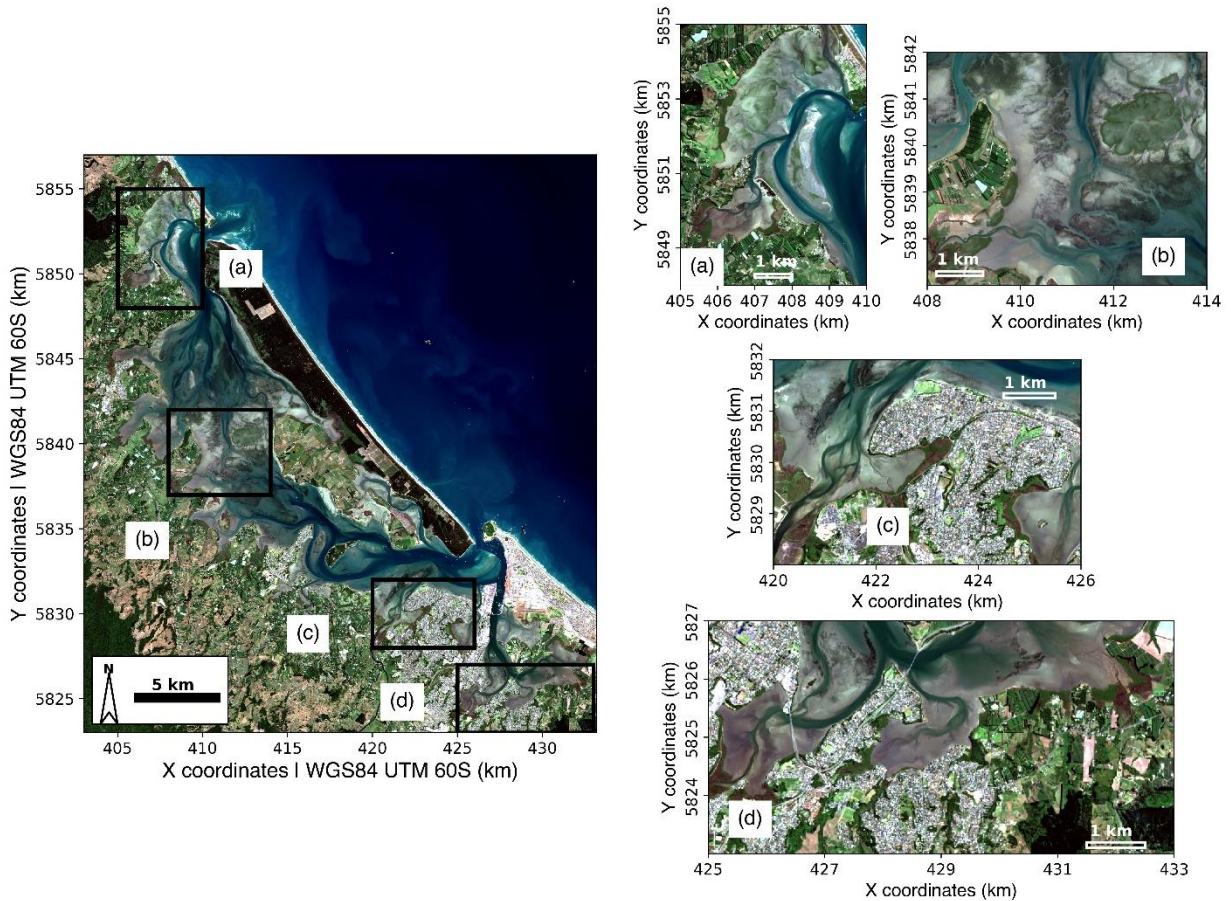 Y coordinates | WGS84 UTM 60S (km)
5855
5850
5845
5840
5835
5830
5825
(a)
(b)
(c)
(d)
N
5 km
405 410 415 420 425 430
X coordinates | WGS84 UTM 60S (km)
Y coordinates (km)
5855
5853
5851
5849
(a)
1 km
405 406 407 408 409 410
X coordinates (km)
Y coordinates (km)
5842
5841
5840
5839
5838
(b)
1 km
408 410 412 414
X coordinates (km)
Y coordinates (km)
5832
5831
5830
5829
1 km
(c)
420 422 424 426
X coordinates (km)
Y coordinates (km)
5827
5826
5825
5824
(d)
1 km
425 427 429 431 433
X coordinates (km)